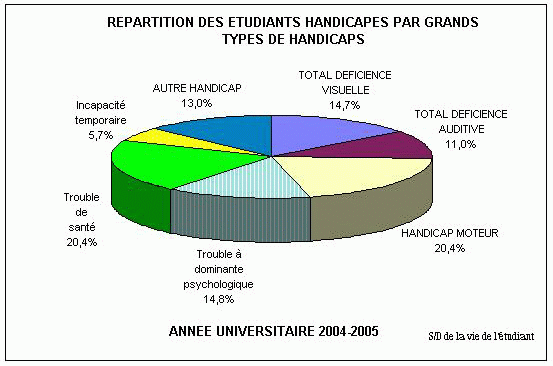 REPARTITION DES ETUDIANTS HANDICAPES PAR GRANDS
TYPES DE HANDICAPS
TOTAL DEFICIENCE
VISUELLE
14,7%
TOTAL DEFICIENCE
AUDITIVE
11,0%
HANDICAP MOTEUR
20,4%
Trouble à
dominante
psychologique
14,8%
Trouble
de
santé
20,4%
Incapacité
temporaire
5,7%
AUTRE HANDICAP
13,0%
ANNEE UNIVERSITAIRE 2004-2005
S/D de la vie de l'étudiant